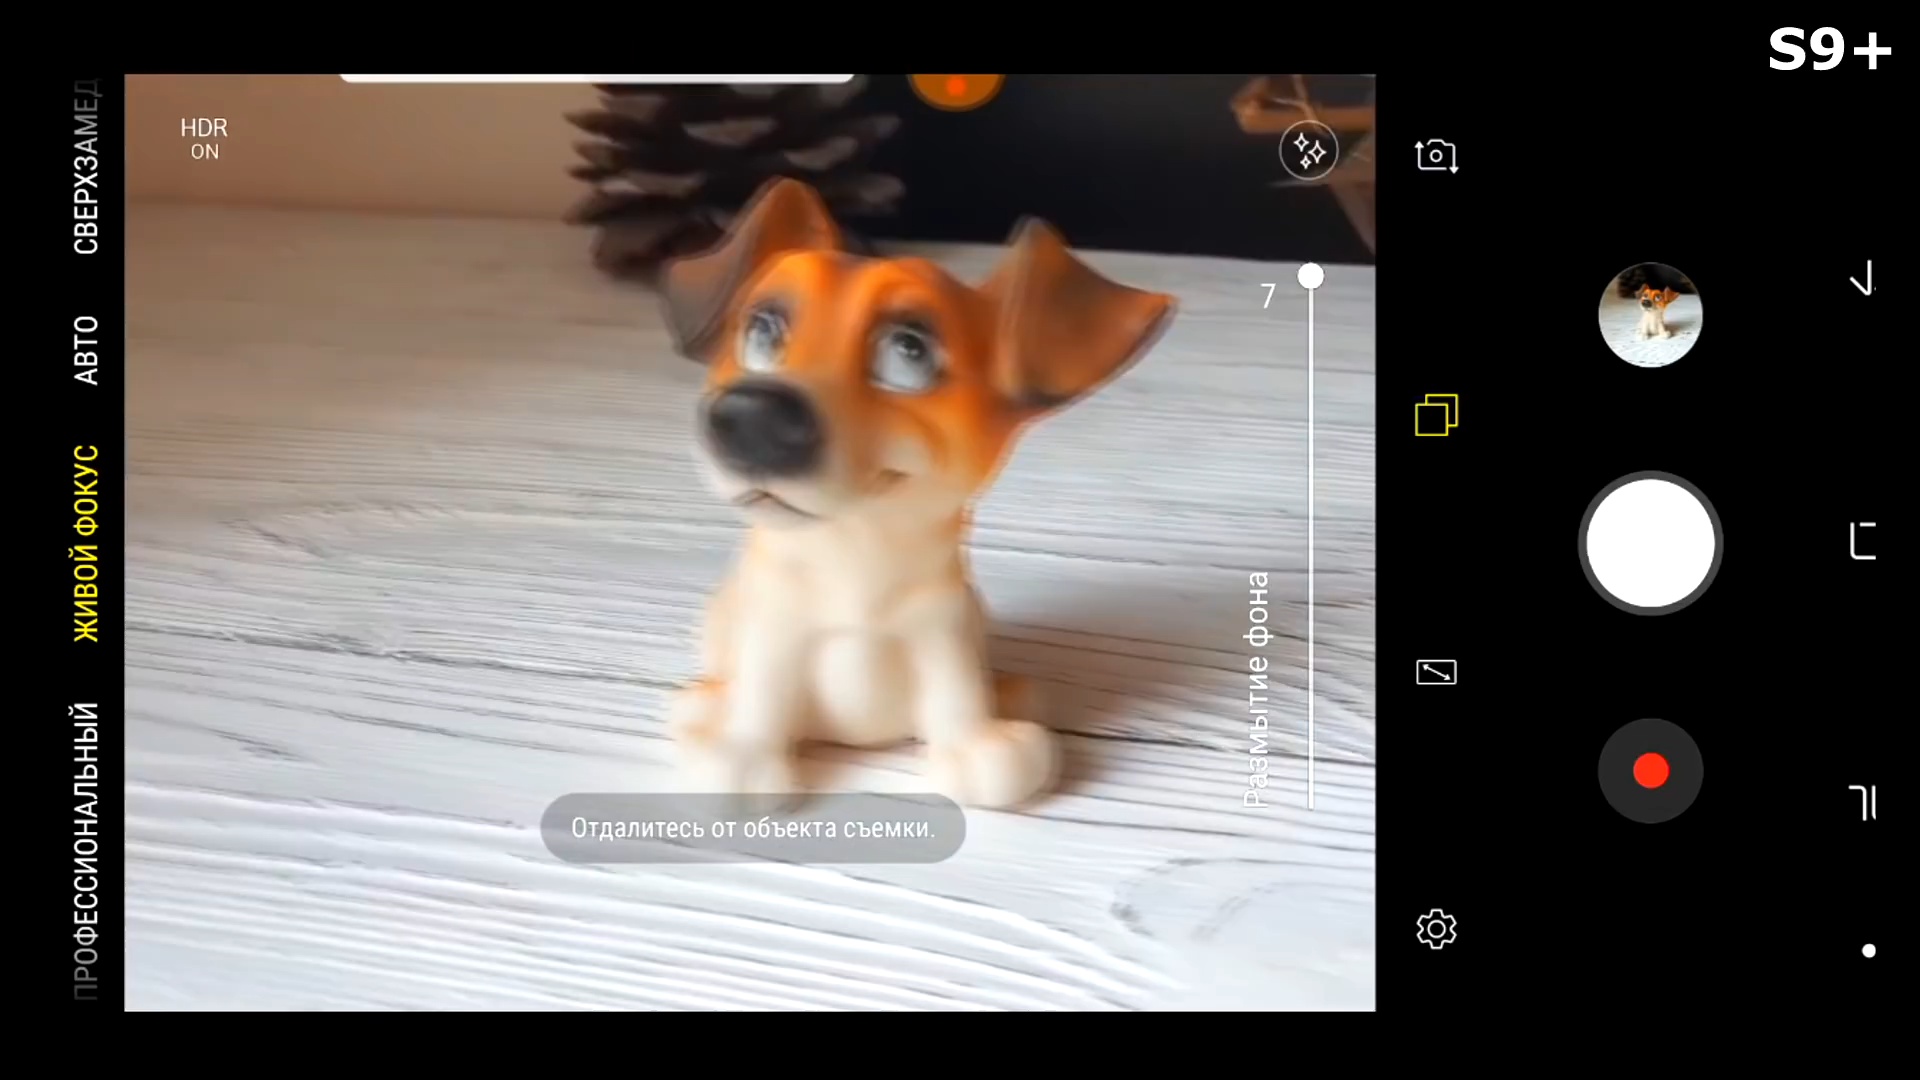 S9+
HDR
ON
СВЕРХЗАМЕД
АВТО
ЖИВОЙ ФОКУС
ПРОФЕССИОНАЛЬНЫЙ
7
Размытие фона
Отдалитесь от объекта съемки.